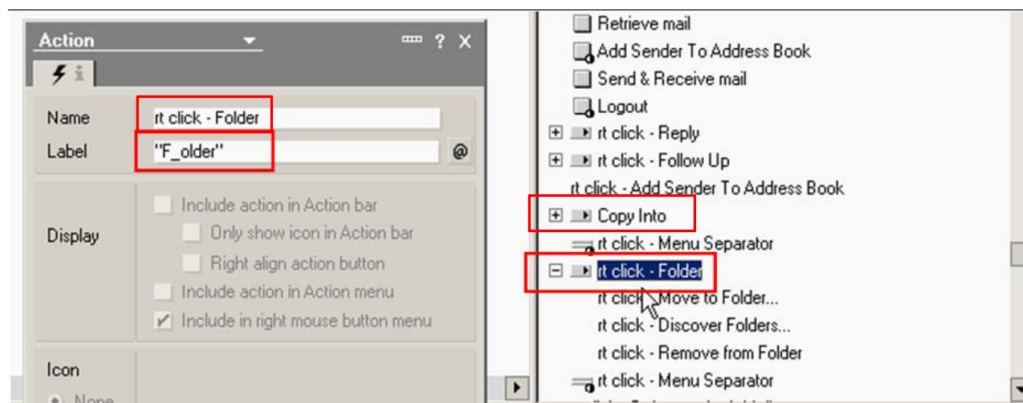 Action
? X
i
Name rt click - Folder
Label "F_older" @
Display
Include action in Action bar
Only show icon in Action bar
Right align action button
Include action in Action menu
Include in right mouse button menu
Icon
None
Retrieve mail
Add Sender To Address Book
Send & Receive mail
Logout
rt click - Reply
rt click - Follow Up
rt click - Add Sender To Address Book
Copy Into
rt click - Menu Separator
rt click - Folder
rt click - Move to Folder...
rt click - Discover Folders...
rt click - Remove from Folder
rt click - Menu Separator